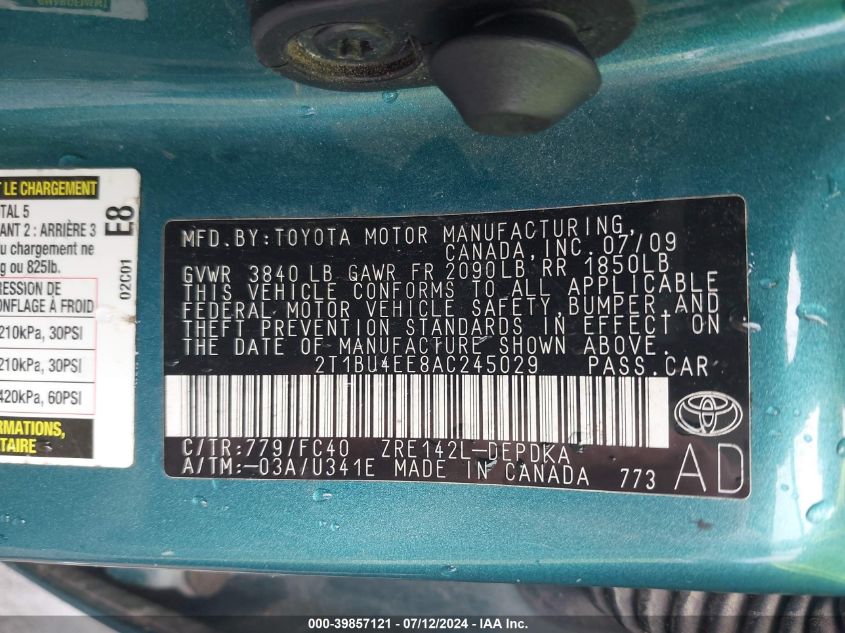 T LE CHARGEMENT
TAL 5
ANT 2 : ARRIÈRE 3
u chargement ne
g ou 825lb.
RESSION DE
ONFLAGE À FROID
210kPa, 30PSI
210kPa, 30PSI
420kPa, 60PSI
RMATIONS,
TAIRE
E8
02C01
MFD. BY: TOYOTA MOTOR MANUFACTURING,
CANADA, INC. 07/09
GVWR 3840 LB GAWR FR 2090LB RR 1850LB
THIS VEHICLE CONFORMS TO ALL APPLICABLE
FEDERAL MOTOR VEHICLE SAFETY, BUMPER, AND
THEFT PREVENTION STANDARDS IN EFFECT ON
THE DATE OF MANUFACTURE SHOWN ABOVE.
2T1BU4EE8AC245029 PASS. CAR
C/TR: 779/FC40 ZRE142L-DEPDKA
A/TM: -03A/U341E MADE IN CANADA 773
AD
000-39857121 - 07/12/2024 - © IAA Holdings, LLC.